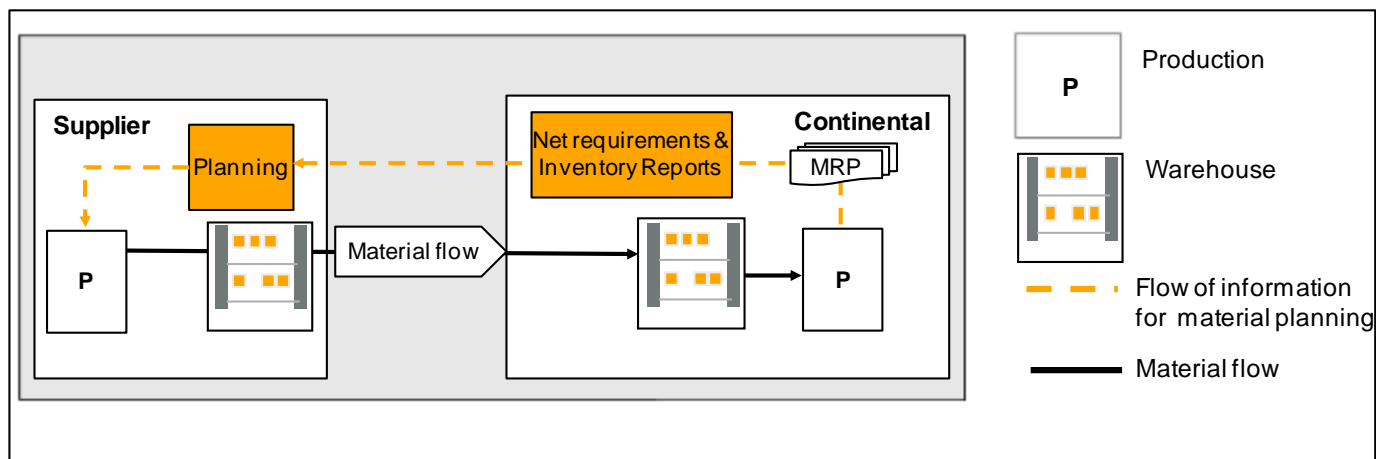 Supplier
Planning
P
Material flow
Continental
Net requirements &
Inventory Reports
MRP
P
P
Production
Warehouse
Flow of information
for material planning
Material flow